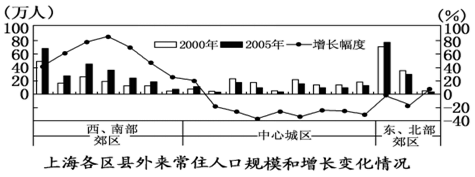 (万人) (%)
100 100
80 80
60 60
40 40
20 20
0 0
-20
-40
2000年 2005年 增长幅度
西、南部 中心城区 东、北部
郊区 郊区
上海各区县外来常住人口规模和增长变化情况